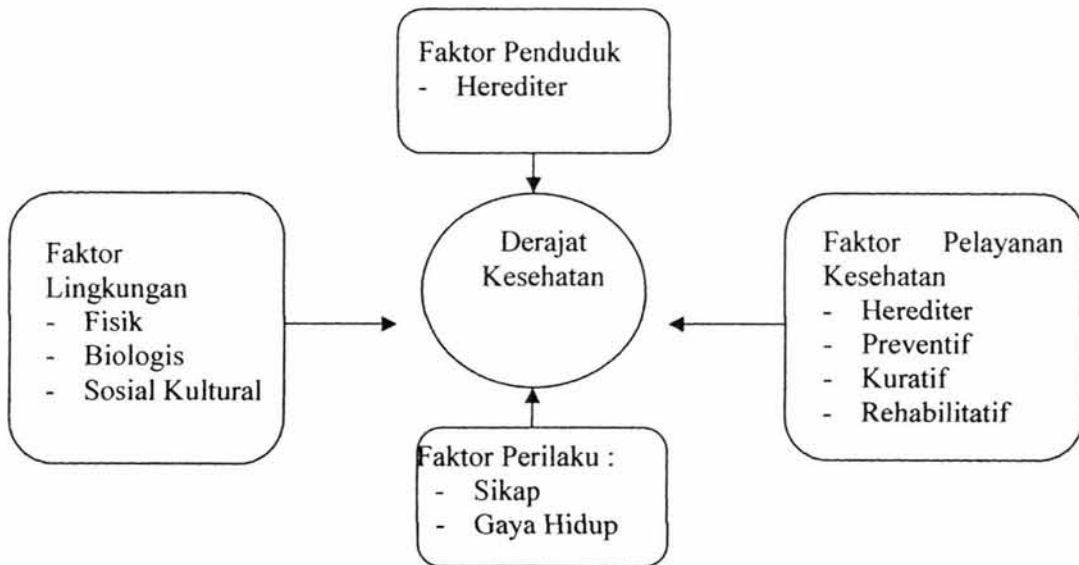 Faktor Penduduk
- Herediter
Faktor
Lingkungan
- Fisik
- Biologis
- Sosial Kultural
Derajat
Kesehatan
Faktor Pelayanan
Kesehatan
- Herediter
- Preventif
- Kuratif
- Rehabilitatif
Faktor Perilaku :
- Sikap
- Gaya Hidup